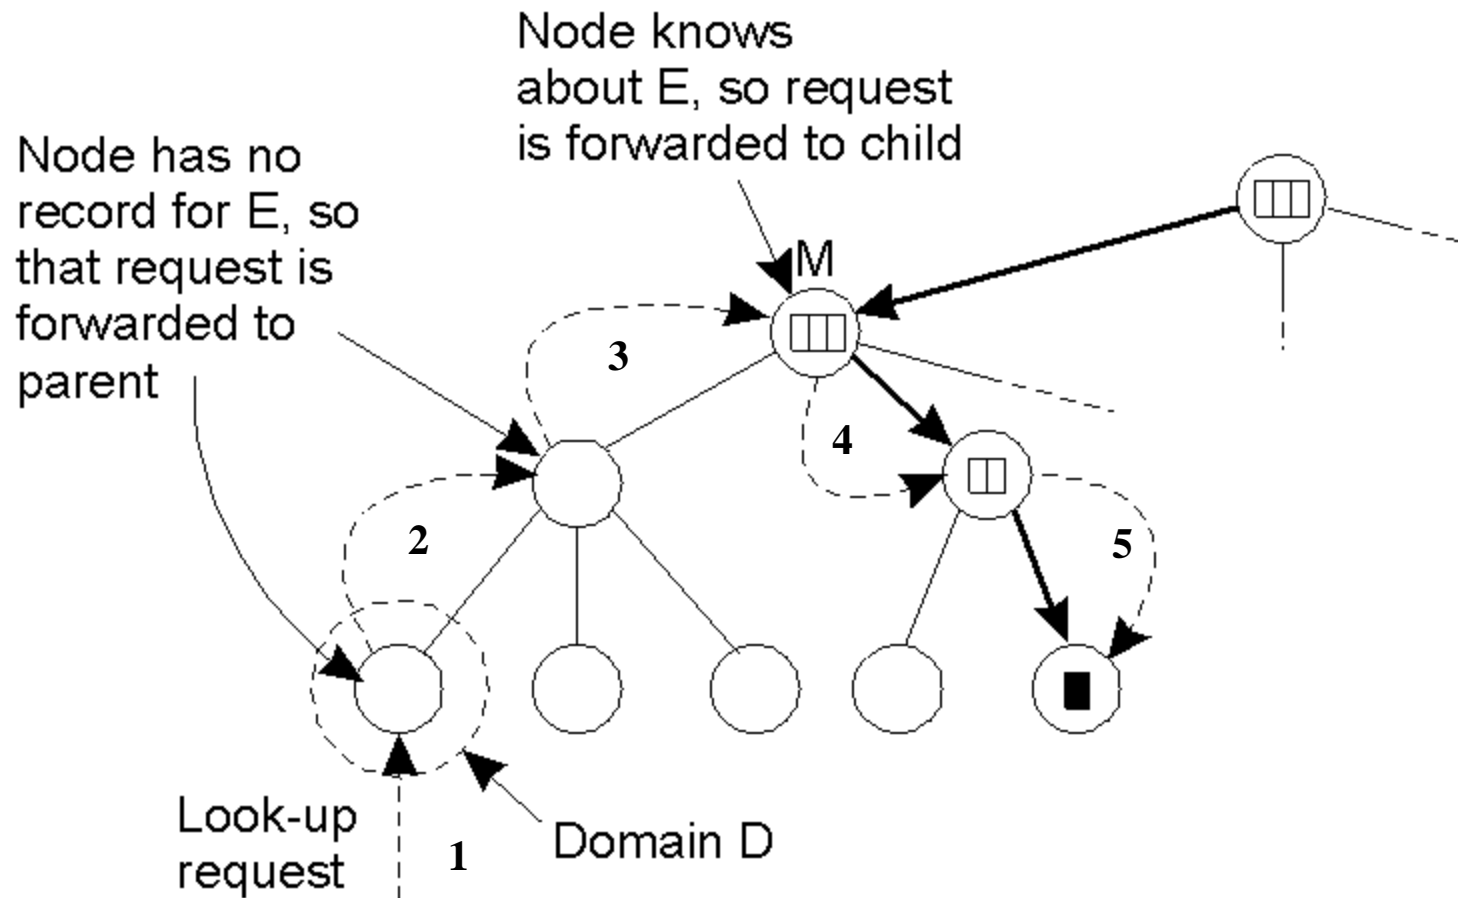 Node knows
about E, so request
is forwarded to child
Node has no
record for E, so
that request is
forwarded to
parent
M
3
4
2
5
Look-up
request
1
Domain D